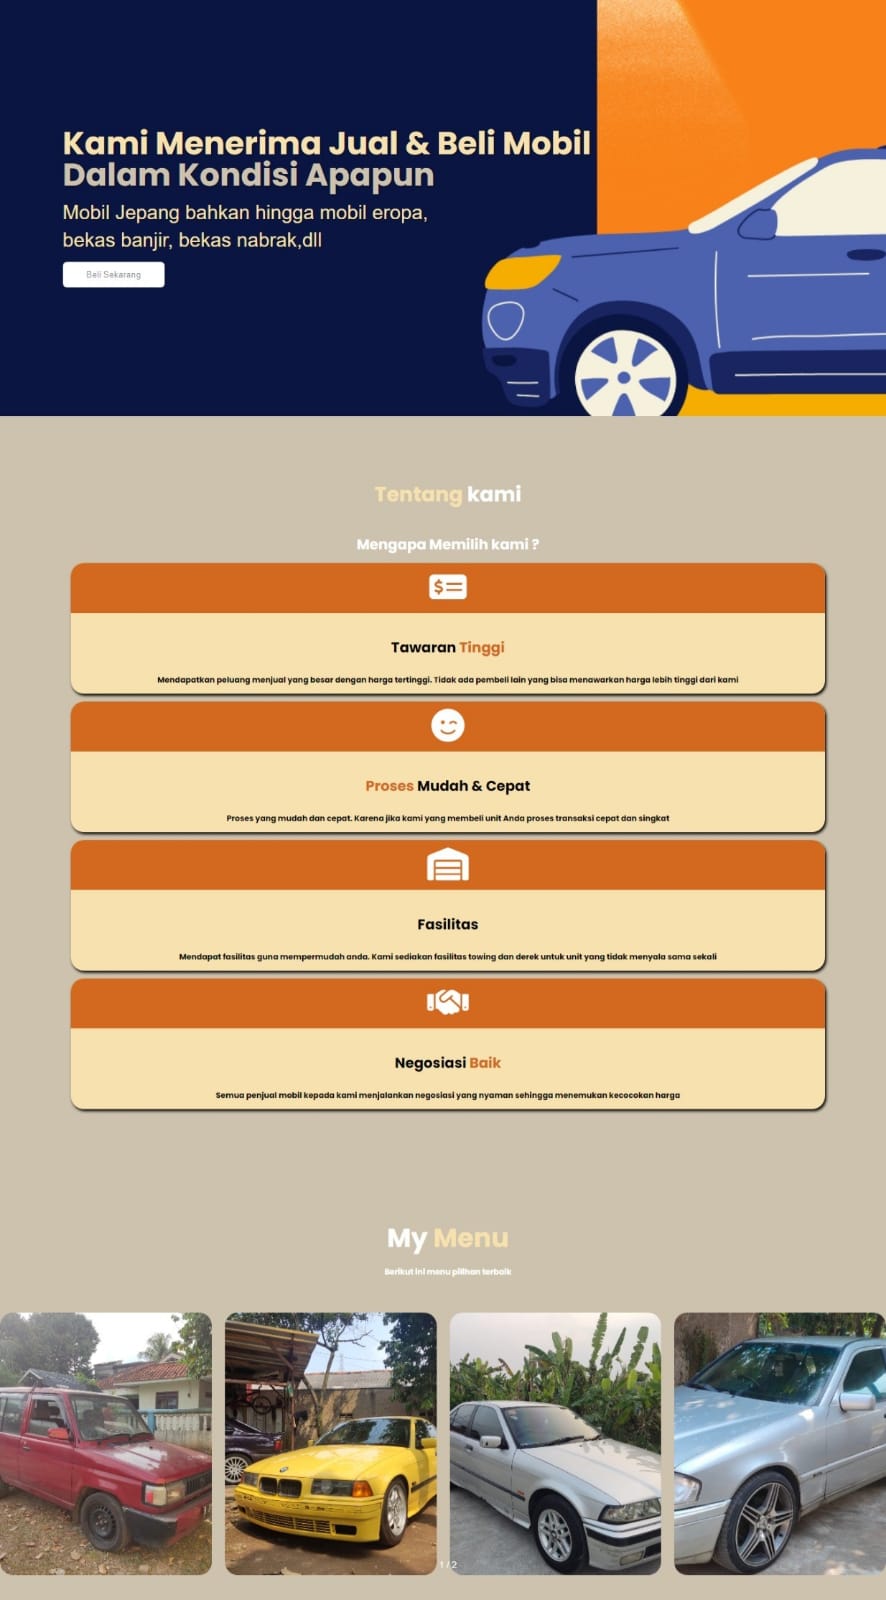 Kami Menerima Jual & Beli Mobil
Dalam Kondisi Apapun
Mobil Jepang bahkan hingga mobil eropa,
bekas banjir, bekas nabrak,dll
Beli Sekarang
Tentang kami
Mengapa Memilih kami ?
Tawaran Tinggi
Mendapatkan peluang menjual yang besar dengan harga tertinggi. Tidak ada pembeli lain yang bisa menawarkan harga lebih tinggi dari kami
Proses Mudah & Cepat
Proses yang mudah dan cepat. Karena jika kami yang membeli unit Anda proses transaksi cepat dan singkat
Fasilitas
Mendapat fasilitas guna mempermudah anda. Kami sediakan fasilitas towing dan derek untuk unit yang tidak menyala sama sekali
Negosiasi Baik
Semua penjual mobil kepada kami menjalankan negosiasi yang nyaman sehingga menemukan kecocokan harga
My Menu
Berikut ini menu pilihan terbaik
1 / 2